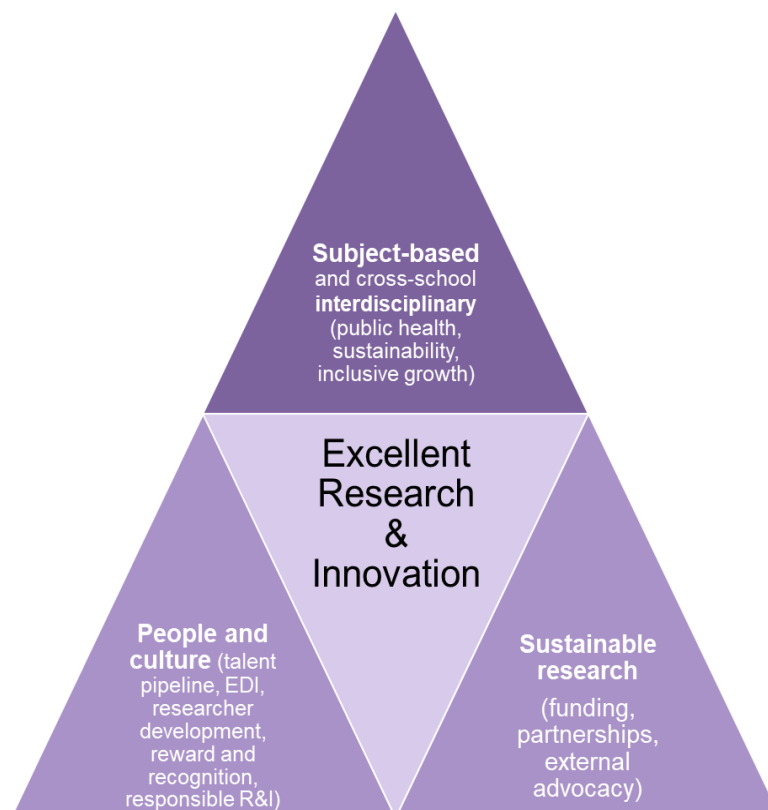 Subject-based
and cross-school
interdisciplinary
(public health,
sustainability,
inclusive growth)
Excellent
Research
&
Innovation
People and
culture (talent
pipeline, EDI,
researcher
development,
reward and
recognition,
responsible R&I)
Sustainable
research
(funding,
partnerships,
external
advocacy)